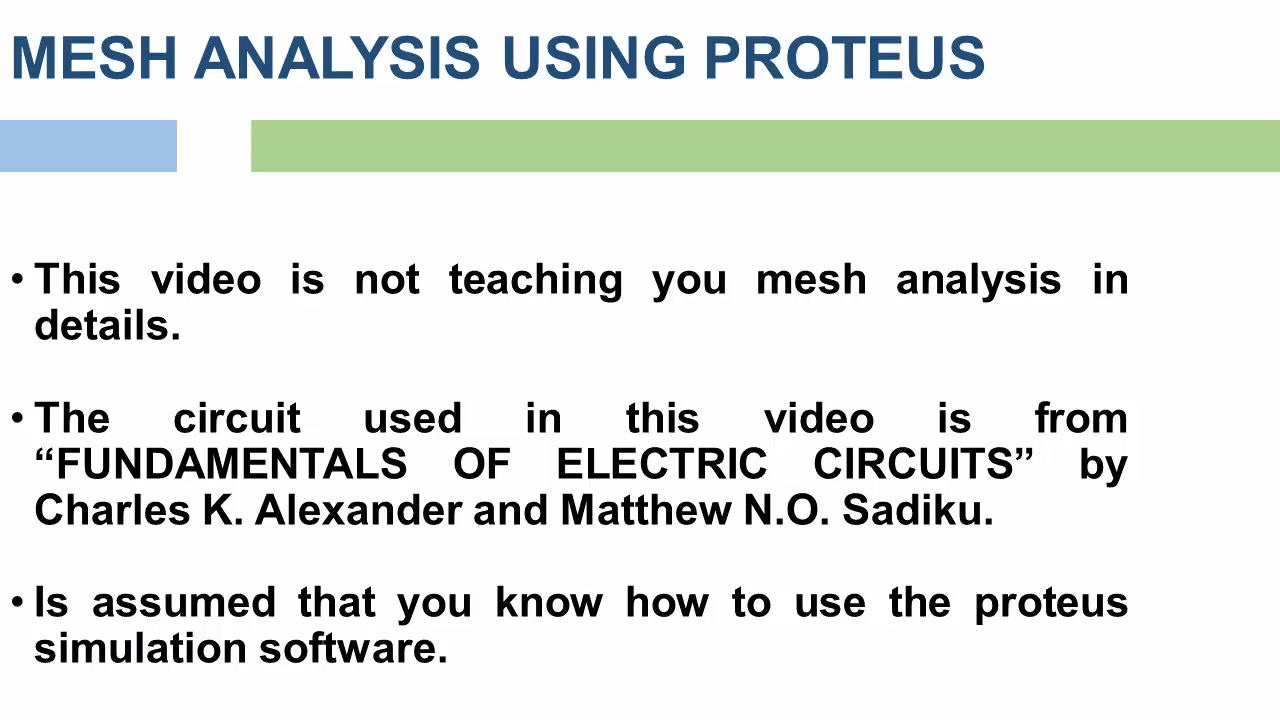 MESH ANALYSIS USING PROTEUS
• This video is not teaching you mesh analysis in
details.
• The circuit used in this video is from
“FUNDAMENTALS OF ELECTRIC CIRCUITS” by
Charles K. Alexander and Matthew N.O. Sadiku.
• Is assumed that you know how to use the proteus
simulation software.